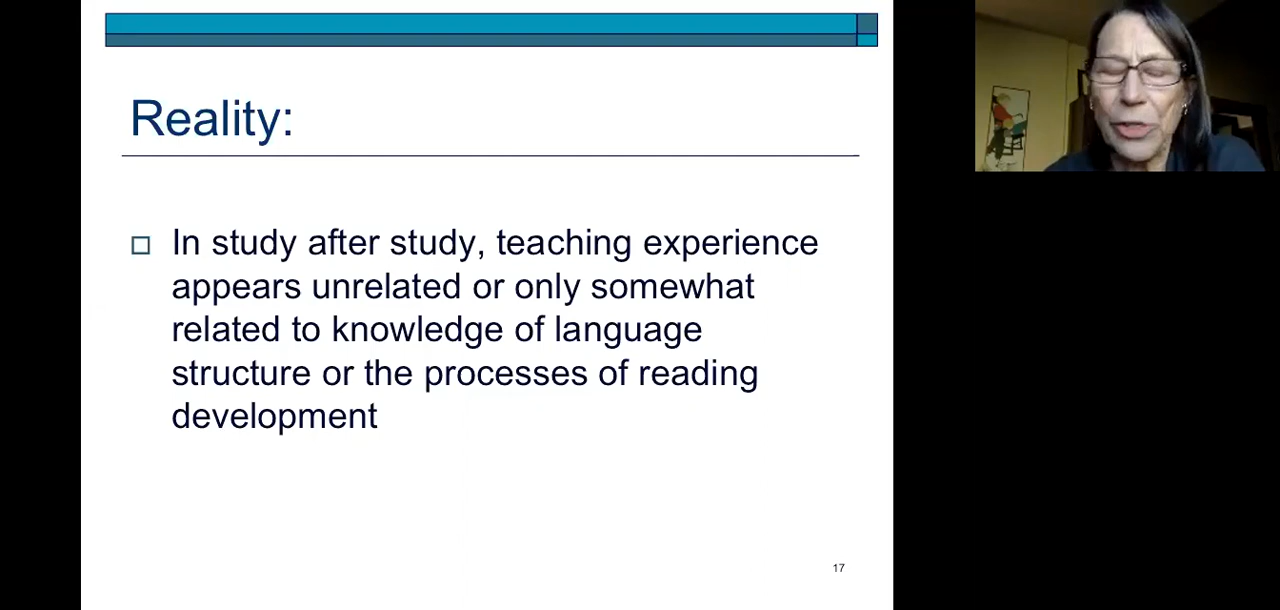 Reality:
In study after study, teaching experience
appears unrelated or only somewhat
related to knowledge of language
structure or the processes of reading
development
17